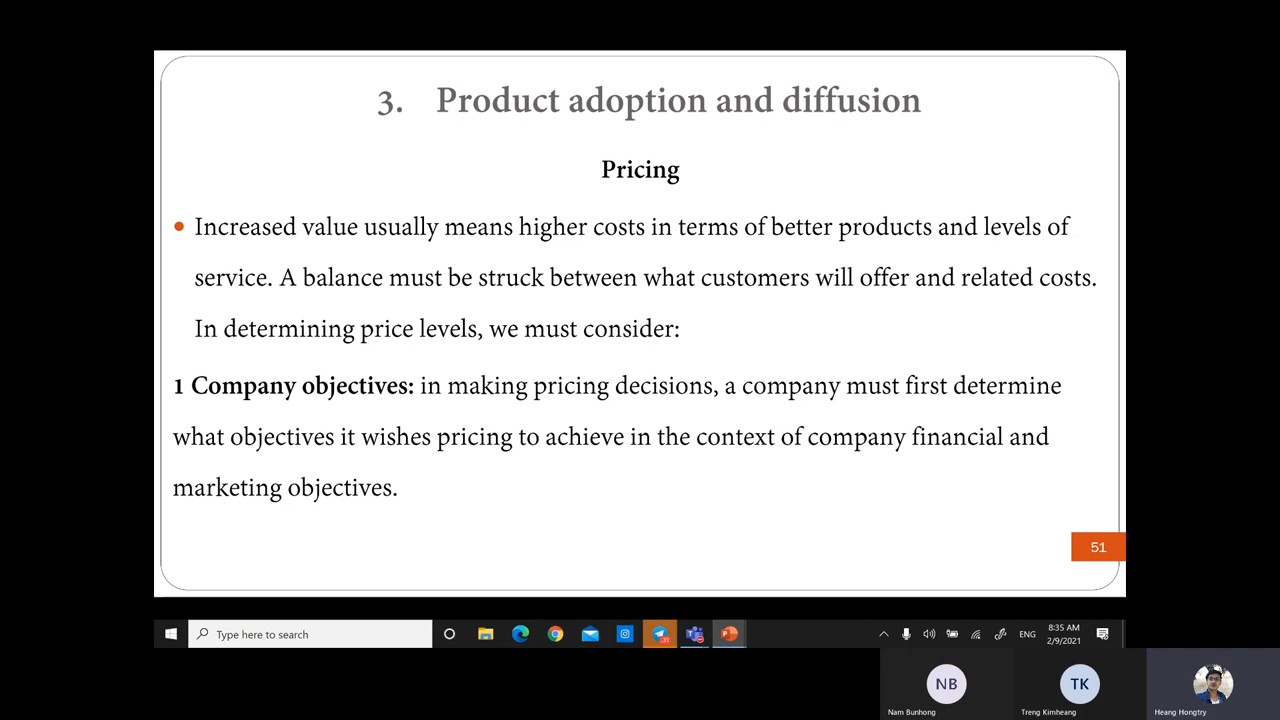 3. Product adoption and diffusion
Pricing
• Increased value usually means higher costs in terms of better products and levels of
service. A balance must be struck between what customers will offer and related costs.
In determining price levels, we must consider:
1 Company objectives: in making pricing decisions, a company must first determine
what objectives it wishes pricing to achieve in the context of company financial and
marketing objectives.
51
Type here to search
ENG
8:35 AM
2/9/2021
NB
TK
Nam Bunhong
Treng Kimheang
Heang Hongtry